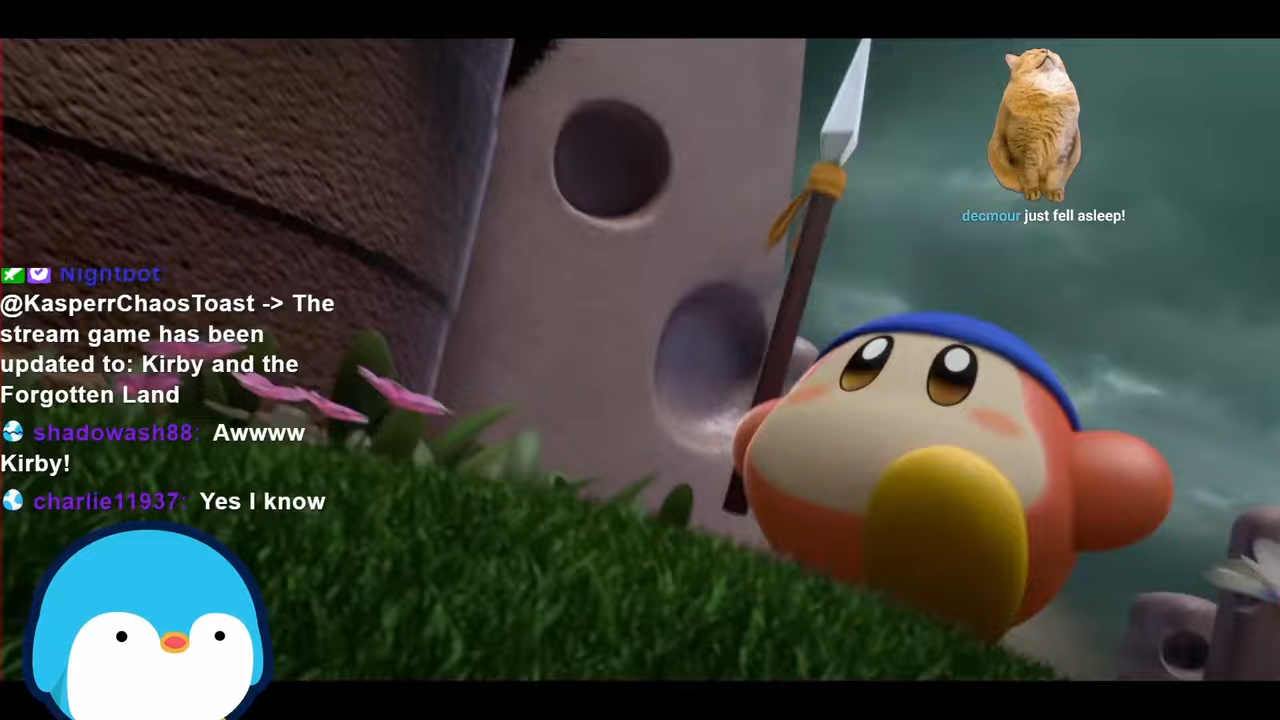 decmour just fell asleep!
Nightbot
@KasperrChaosToast -> The
stream game has been
updated to: Kirby and the
Forgotten Land
shadowash88: Awwww
Kirby!
charlie11937: Yes I know